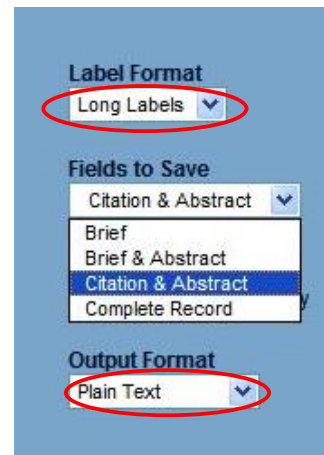 Label Format
Long Labels
Fields to Save
Citation & Abstract
Brief
Brief & Abstract
Citation & Abstract
Complete Record
Output Format
Plain Text